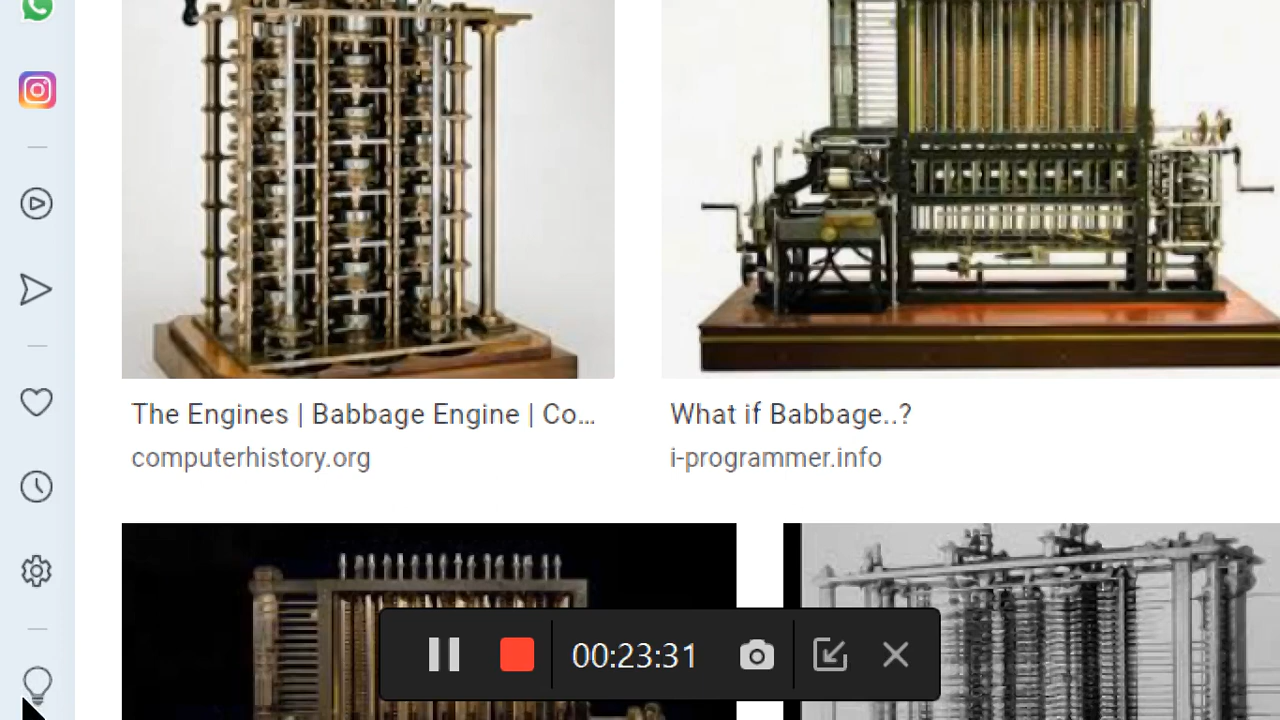 The Engines | Babbage Engine | Co...
computerhistory.org
What if Babbage..?
i-programmer.info
00:23:31